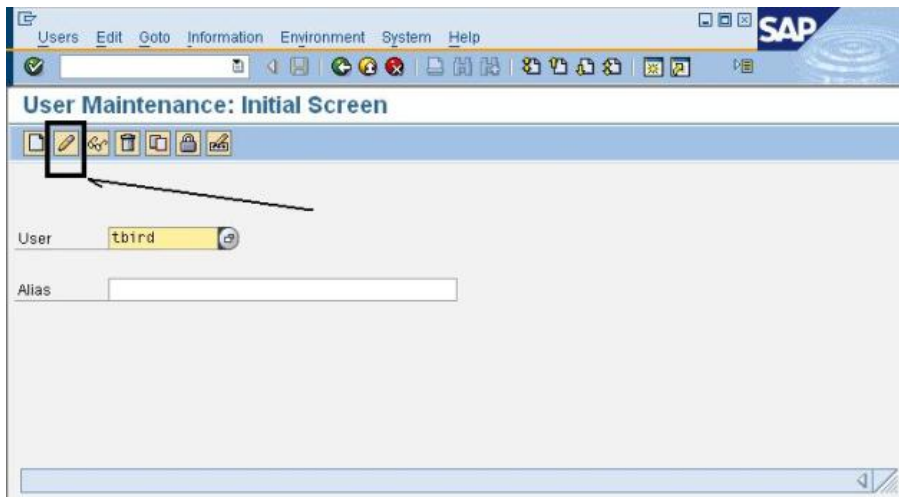 Users Edit Goto Information Environment System Help
SAP
User Maintenance: Initial Screen
User tbird
Alias